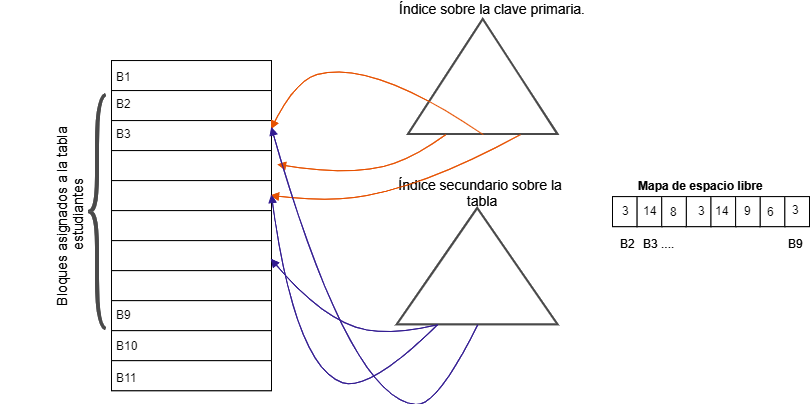 Índice sobre la clave primaria.
B1
B2
B3
B9
B10
B11
Bloques asignados a la tabla
estudiantes
Índice secundario sobre la
tabla
Mapa de espacio libre
3 14 8 3 14 9 6 3
B2 B3 .... B9